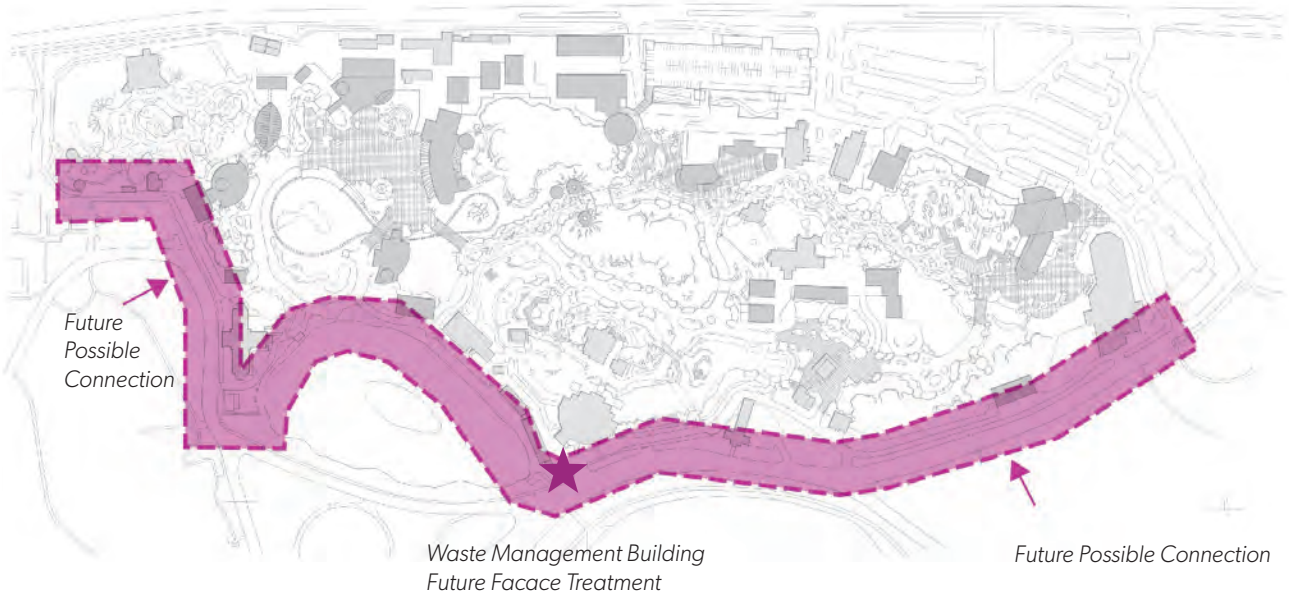 Future
Possible
Connection
Waste Management Building
Future Facace Treatment
Future Possible Connection